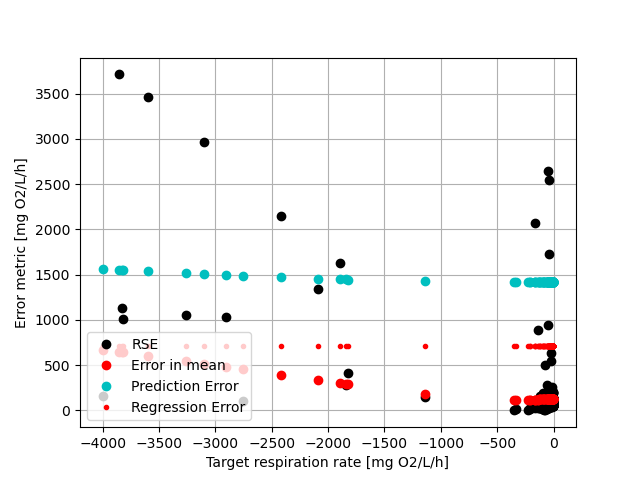 3500
3000
2500
2000
1500
1000
500
0
Error metric [mg O2/L/h]
RSE
Error in mean
Prediction Error
Regression Error
−4000 −3500 −3000 −2500 −2000 −1500 −1000 −500 0
Target respiration rate [mg O2/L/h]